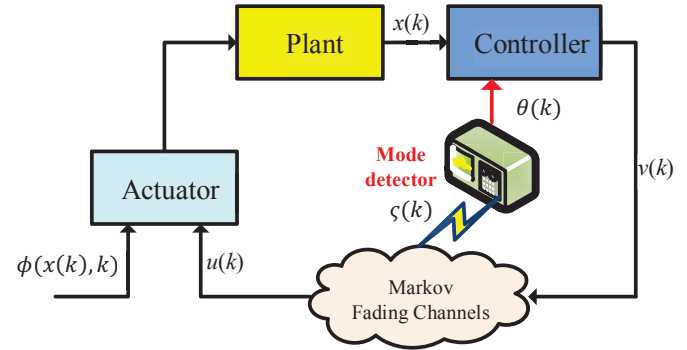 Plant
x(k)
Controller
θ(k)
Mode
detector
v(k)
Actuator
ς(k)
ϕ(x(k),k)
u(k)
Markov
Fading Channels